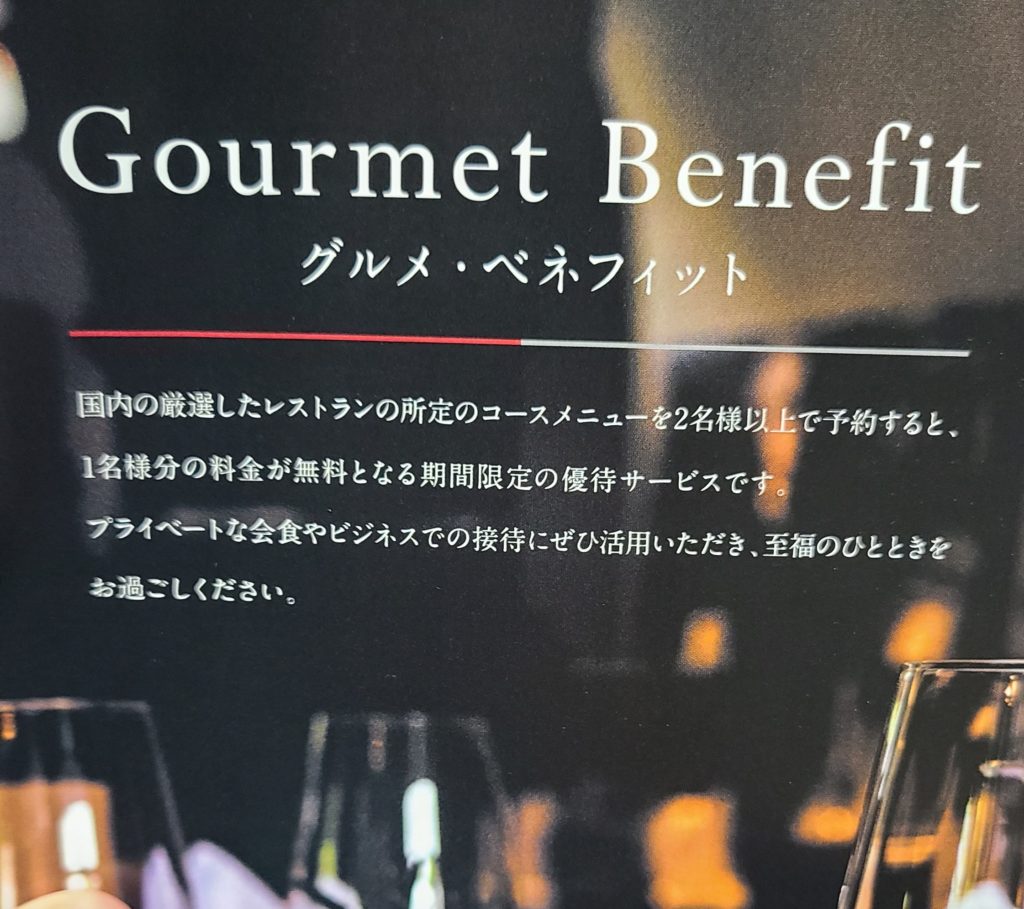 Gourmet Benefit
グルメ・ベネフィット
国内の厳選したレストランの所定のコースメニューを2名様以上で予約すると、
1名様分の料金が無料となる期間限定の優待サービスです。
プライベートな会食やビジネスでの接待にぜひ活用いただき、至福のひとときを
お過ごしください。